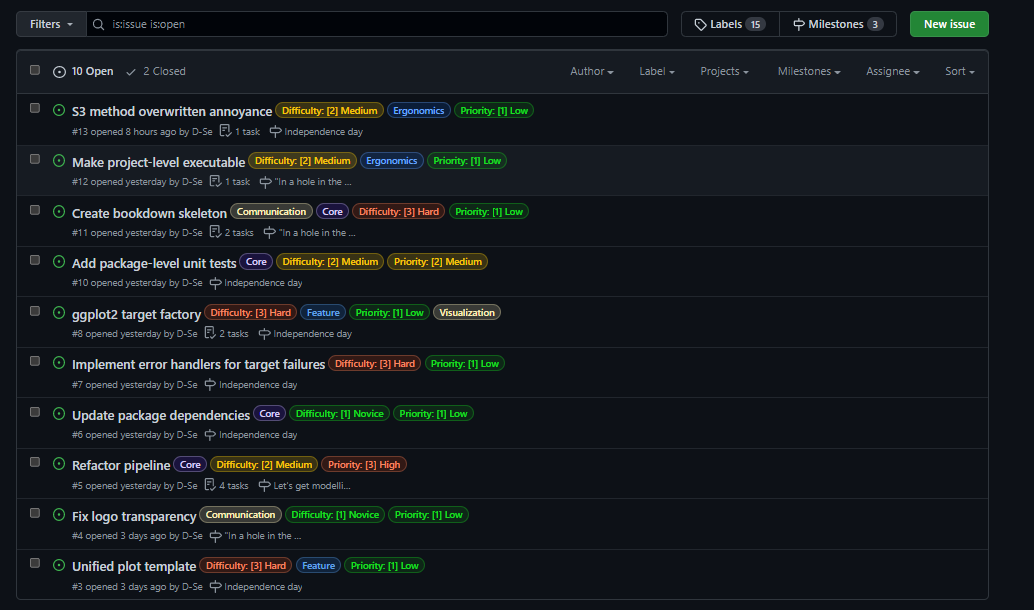 Filters is:issue is:open Labels 15 Milestones 3 New issue
10 Open 2 Closed Author Label Projects Milestones Assignee Sort
S3 method overwritten annoyance Difficulty: [2] Medium Ergonomics Priority: [1] Low
#13 opened 8 hours ago by D-Se 1 task Independence day
Make project-level executable Difficulty: [2] Medium Ergonomics Priority: [1] Low
#12 opened yesterday by D-Se 1 task "In a hole in the ...
Create bookdown skeleton Communication Core Difficulty: [3] Hard Priority: [1] Low
#11 opened yesterday by D-Se 2 tasks "In a hole in the ...
Add package-level unit tests Core Difficulty: [2] Medium Priority: [2] Medium
#10 opened yesterday by D-Se Independence day
ggplot2 target factory Difficulty: [3] Hard Feature Priority: [1] Low Visualization
#8 opened yesterday by D-Se 2 tasks Independence day
Implement error handlers for target failures Difficulty: [3] Hard Priority: [1] Low
#7 opened yesterday by D-Se Independence day
Update package dependencies Core Difficulty: [1] Novice Priority: [1] Low
#6 opened yesterday by D-Se Independence day
Refactor pipeline Core Difficulty: [2] Medium Priority: [3] High
#5 opened yesterday by D-Se 4 tasks Let's get modelli...
Fix logo transparency Communication Difficulty: [1] Novice Priority: [1] Low
#4 opened 3 days ago by D-Se "In a hole in the ...
Unified plot template Difficulty: [3] Hard Feature Priority: [1] Low
#3 opened 3 days ago by D-Se Independence day